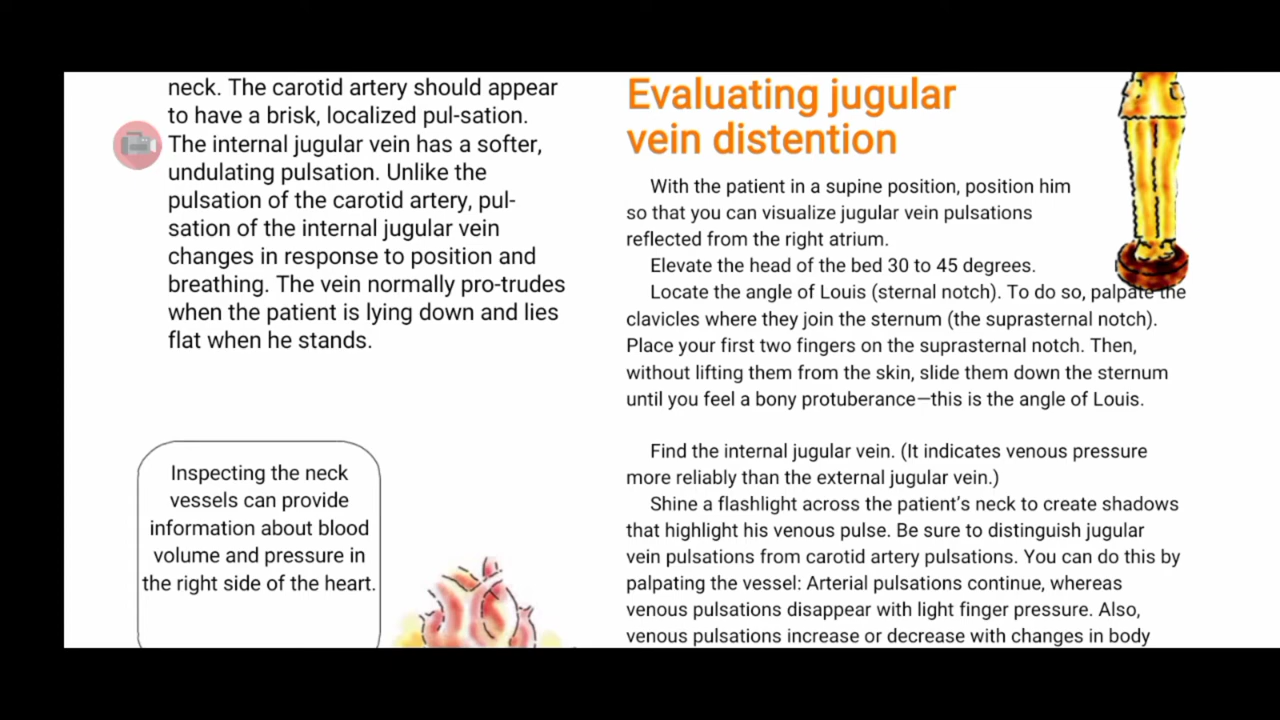 neck. The carotid artery should appear
to have a brisk, localized pul-sation.
The internal jugular vein has a softer,
undulating pulsation. Unlike the
pulsation of the carotid artery, pul-
sation of the internal jugular vein
changes in response to position and
breathing. The vein normally pro-trudes
when the patient is lying down and lies
flat when he stands.
Inspecting the neck
vessels can provide
information about blood
volume and pressure in
the right side of the heart.
Evaluating jugular
vein distention
With the patient in a supine position, position him
so that you can visualize jugular vein pulsations
reflected from the right atrium.
Elevate the head of the bed 30 to 45 degrees.
Locate the angle of Louis (sternal notch). To do so, palpate the
clavicles where they join the sternum (the suprasternal notch).
Place your first two fingers on the suprasternal notch. Then,
without lifting them from the skin, slide them down the sternum
until you feel a bony protuberance—this is the angle of Louis.
Find the internal jugular vein. (It indicates venous pressure
more reliably than the external jugular vein.)
Shine a flashlight across the patient's neck to create shadows
that highlight his venous pulse. Be sure to distinguish jugular
vein pulsations from carotid artery pulsations. You can do this by
palpating the vessel: Arterial pulsations continue, whereas
venous pulsations disappear with light finger pressure. Also,
venous pulsations increase or decrease with changes in body